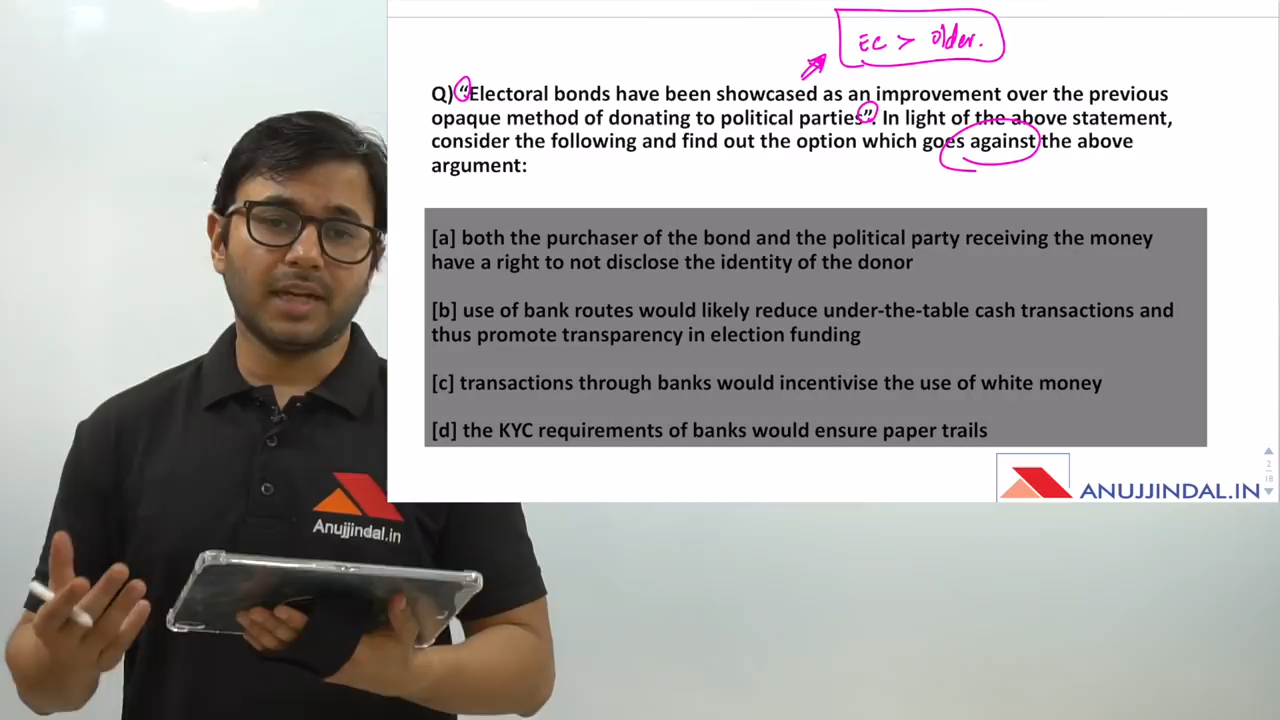 EC > older.
Q) “Electoral bonds have been showcased as an improvement over the previous
opaque method of donating to political parties”. In light of the above statement,
consider the following and find out the option which goes against the above
argument:
[a] both the purchaser of the bond and the political party receiving the money
have a right to not disclose the identity of the donor
[b] use of bank routes would likely reduce under-the-table cash transactions and
thus promote transparency in election funding
[c] transactions through banks would incentivise the use of white money
[d] the KYC requirements of banks would ensure paper trails
2
18
ANUJJINDAL.IN
Anujjindal.in